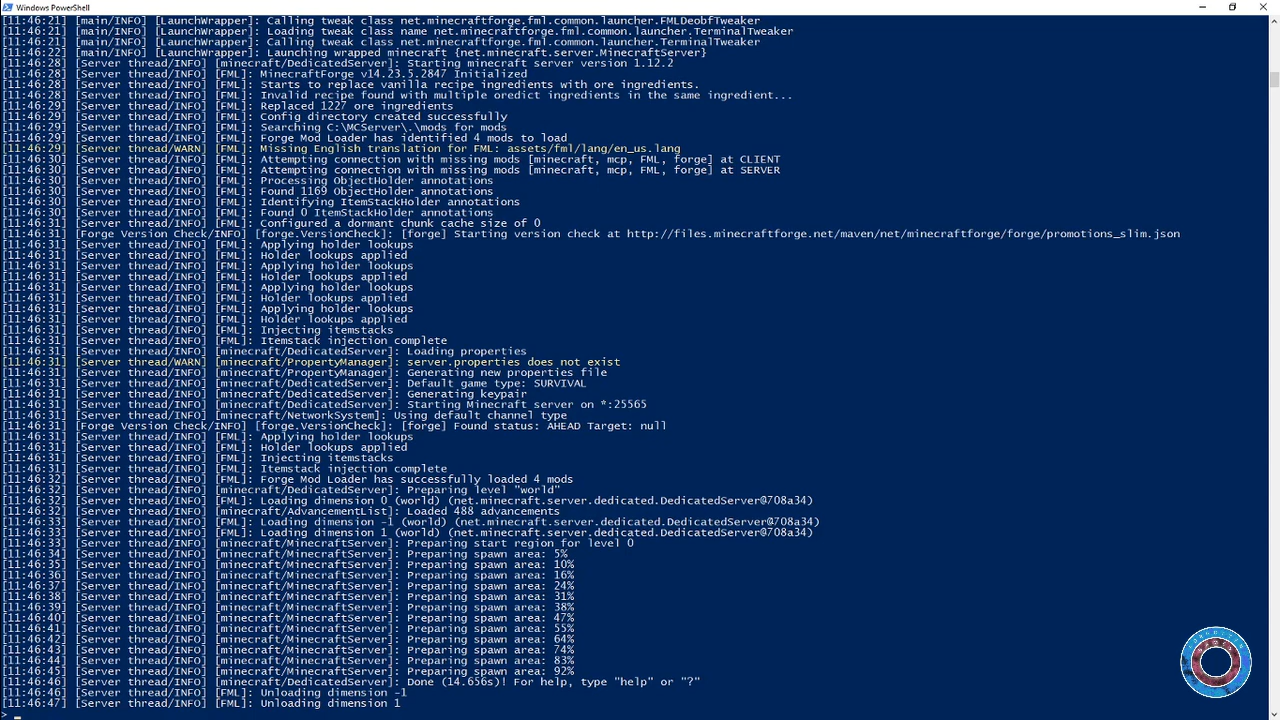 Windows PowerShell
[11:46:21] [main/INFO] [LaunchWrapper]: Calling tweak class net.minecraftforge.fml.common.launcher.FMLDeobfTweaker
[11:46:21] [main/INFO] [LaunchWrapper]: Loading tweak class name net.minecraftforge.fml.common.launcher.TerminalTweaker
[11:46:21] [main/INFO] [LaunchWrapper]: Calling tweak class net.minecraftforge.fml.common.launcher.TerminalTweaker
[11:46:22] [main/INFO] [LaunchWrapper]: Launching wrapped minecraft {net.minecraft.server.MinecraftServer}
[11:46:28] [Server thread/INFO] [minecraft/DedicatedServer]: Starting minecraft server version 1.12.2
[11:46:28] [Server thread/INFO] [FML]: MinecraftForge v14.23.5.2847 Initialized
[11:46:28] [Server thread/INFO] [FML]: Starts to replace vanilla recipe ingredients with ore ingredients.
[11:46:28] [Server thread/INFO] [FML]: Invalid recipe found with multiple oredict ingredients in the same ingredient...
[11:46:29] [Server thread/INFO] [FML]: Replaced 1227 ore ingredients
[11:46:29] [Server thread/INFO] [FML]: Config directory created successfully
[11:46:29] [Server thread/INFO] [FML]: Searching C:\MCServer\.\mods for mods
[11:46:29] [Server thread/INFO] [FML]: Forge Mod Loader has identified 4 mods to load
[11:46:29] [Server thread/WARN] [FML]: Missing English translation for FML: assets/fml/lang/en_us.lang
[11:46:30] [Server thread/INFO] [FML]: Attempting connection with missing mods [minecraft, mcp, FML, forge] at CLIENT
[11:46:30] [Server thread/INFO] [FML]: Attempting connection with missing mods [minecraft, mcp, FML, forge] at SERVER
[11:46:30] [Server thread/INFO] [FML]: Processing ObjectHolder annotations
[11:46:30] [Server thread/INFO] [FML]: Found 1169 ObjectHolder annotations
[11:46:30] [Server thread/INFO] [FML]: Identifying ItemStackHolder annotations
[11:46:30] [Server thread/INFO] [FML]: Found 0 ItemStackHolder annotations
[11:46:31] [Server thread/INFO] [FML]: Configured a dormant chunk cache size of 0
[11:46:31] [Forge Version Check/INFO] [forge.VersionCheck]: [forge] Starting version check at http://files.minecraftforge.net/maven/net/minecraftforge/forge/promotions_slim.json
[11:46:31] [Server thread/INFO] [FML]: Applying holder lookups
[11:46:31] [Server thread/INFO] [FML]: Holder lookups applied
[11:46:31] [Server thread/INFO] [FML]: Applying holder lookups
[11:46:31] [Server thread/INFO] [FML]: Holder lookups applied
[11:46:31] [Server thread/INFO] [FML]: Applying holder lookups
[11:46:31] [Server thread/INFO] [FML]: Holder lookups applied
[11:46:31] [Server thread/INFO] [FML]: Applying holder lookups
[11:46:31] [Server thread/INFO] [FML]: Holder lookups applied
[11:46:31] [Server thread/INFO] [FML]: Injecting itemstacks
[11:46:31] [Server thread/INFO] [FML]: Itemstack injection complete
[11:46:31] [Server thread/INFO] [minecraft/DedicatedServer]: Loading properties
[11:46:31] [Server thread/WARN] [minecraft/PropertyManager]: server.properties does not exist
[11:46:31] [Server thread/INFO] [minecraft/PropertyManager]: Generating new properties file
[11:46:31] [Server thread/INFO] [minecraft/DedicatedServer]: Default game type: SURVIVAL
[11:46:31] [Server thread/INFO] [minecraft/DedicatedServer]: Generating keypair
[11:46:31] [Server thread/INFO] [minecraft/DedicatedServer]: Starting Minecraft server on *:25565
[11:46:31] [Server thread/INFO] [minecraft/NetworkSystem]: Using default channel type
[11:46:31] [Forge Version Check/INFO] [forge.VersionCheck]: [forge] Found status: AHEAD Target: null
[11:46:31] [Server thread/INFO] [FML]: Applying holder lookups
[11:46:31] [Server thread/INFO] [FML]: Holder lookups applied
[11:46:31] [Server thread/INFO] [FML]: Injecting itemstacks
[11:46:31] [Server thread/INFO] [FML]: Itemstack injection complete
[11:46:32] [Server thread/INFO] [FML]: Forge Mod Loader has successfully loaded 4 mods
[11:46:32] [Server thread/INFO] [minecraft/DedicatedServer]: Preparing level "world"
[11:46:32] [Server thread/INFO] [FML]: Loading dimension 0 (world) (net.minecraft.server.dedicated.DedicatedServer@708a34)
[11:46:32] [Server thread/INFO] [minecraft/AdvancementList]: Loaded 488 advancements
[11:46:33] [Server thread/INFO] [FML]: Loading dimension -1 (world) (net.minecraft.server.dedicated.DedicatedServer@708a34)
[11:46:33] [Server thread/INFO] [FML]: Loading dimension 1 (world) (net.minecraft.server.dedicated.DedicatedServer@708a34)
[11:46:33] [Server thread/INFO] [minecraft/MinecraftServer]: Preparing start region for level 0
[11:46:34] [Server thread/INFO] [minecraft/MinecraftServer]: Preparing spawn area: 5%
[11:46:35] [Server thread/INFO] [minecraft/MinecraftServer]: Preparing spawn area: 10%
[11:46:36] [Server thread/INFO] [minecraft/MinecraftServer]: Preparing spawn area: 16%
[11:46:37] [Server thread/INFO] [minecraft/MinecraftServer]: Preparing spawn area: 24%
[11:46:38] [Server thread/INFO] [minecraft/MinecraftServer]: Preparing spawn area: 31%
[11:46:39] [Server thread/INFO] [minecraft/MinecraftServer]: Preparing spawn area: 38%
[11:46:40] [Server thread/INFO] [minecraft/MinecraftServer]: Preparing spawn area: 47%
[11:46:41] [Server thread/INFO] [minecraft/MinecraftServer]: Preparing spawn area: 55%
[11:46:42] [Server thread/INFO] [minecraft/MinecraftServer]: Preparing spawn area: 64%
[11:46:43] [Server thread/INFO] [minecraft/MinecraftServer]: Preparing spawn area: 74%
[11:46:44] [Server thread/INFO] [minecraft/MinecraftServer]: Preparing spawn area: 83%
[11:46:45] [Server thread/INFO] [minecraft/MinecraftServer]: Preparing spawn area: 92%
[11:46:46] [Server thread/INFO] [minecraft/DedicatedServer]: Done (14.656s)! For help, type "help" or "?"
[11:46:46] [Server thread/INFO] [FML]: Unloading dimension -1
[11:46:47] [Server thread/INFO] [FML]: Unloading dimension 1
>